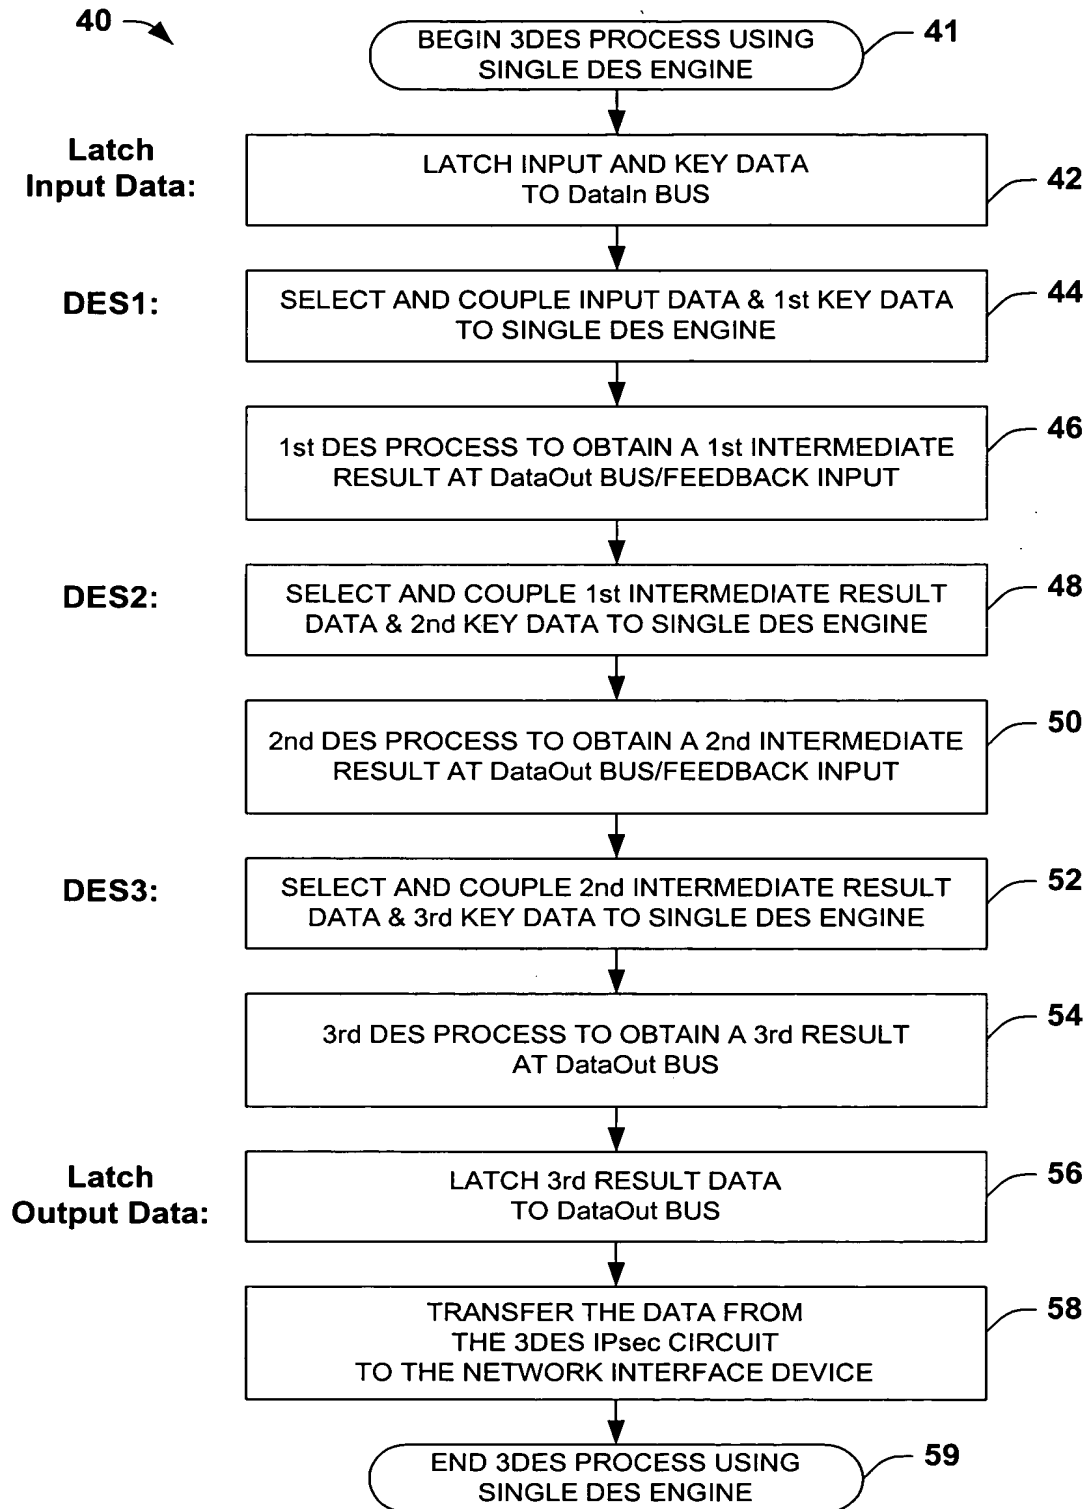 40
BEGIN 3DES PROCESS USING
SINGLE DES ENGINE
41
Latch
Input Data:
LATCH INPUT AND KEY DATA
TO DataIn BUS
42
DES1:
SELECT AND COUPLE INPUT DATA & 1st KEY DATA
TO SINGLE DES ENGINE
44
1st DES PROCESS TO OBTAIN A 1st INTERMEDIATE
RESULT AT DataOut BUS/FEEDBACK INPUT
46
DES2:
SELECT AND COUPLE 1st INTERMEDIATE RESULT
DATA & 2nd KEY DATA TO SINGLE DES ENGINE
48
2nd DES PROCESS TO OBTAIN A 2nd INTERMEDIATE
RESULT AT DataOut BUS/FEEDBACK INPUT
50
DES3:
SELECT AND COUPLE 2nd INTERMEDIATE RESULT
DATA & 3rd KEY DATA TO SINGLE DES ENGINE
52
3rd DES PROCESS TO OBTAIN A 3rd RESULT
AT DataOut BUS
54
Latch
Output Data:
LATCH 3rd RESULT DATA
TO DataOut BUS
56
TRANSFER THE DATA FROM
THE 3DES IPsec CIRCUIT
TO THE NETWORK INTERFACE DEVICE
58
END 3DES PROCESS USING
SINGLE DES ENGINE
59